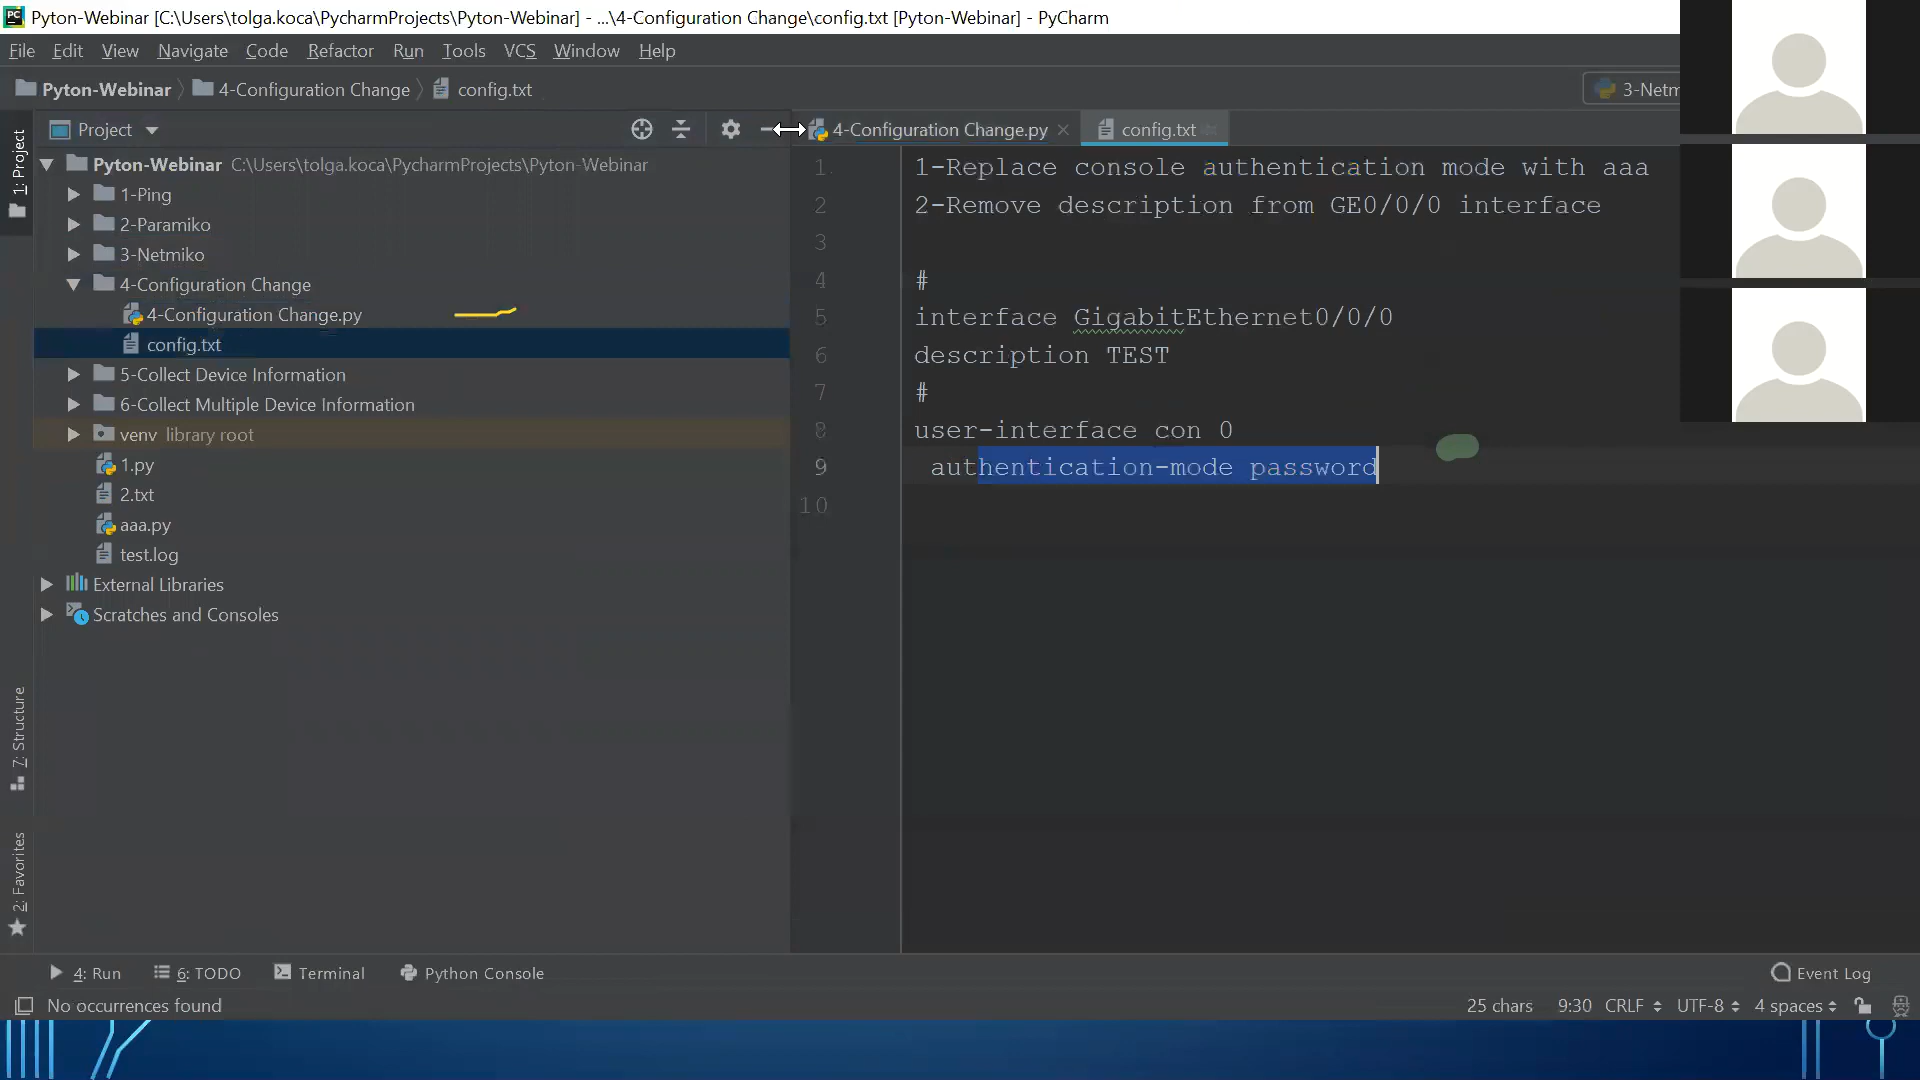 Pyton-Webinar [C:\Users\tolga.koca\PycharmProjects\Pyton-Webinar] - ...\4-Configuration Change\config.txt [Pyton-Webinar] - PyCharm
File Edit View Navigate Code Refactor Run Tools VCS Window Help
Pyton-Webinar 4-Configuration Change config.txt
3-Netm
Project
4-Configuration Change.py
config.txt
1: Project
Pyton-Webinar C:\Users\tolga.koca\PycharmProjects\Pyton-Webinar
1-Ping
2-Paramiko
3-Netmiko
4-Configuration Change
4-Configuration Change.py
config.txt
5-Collect Device Information
6-Collect Multiple Device Information
venv library root
1.py
2.txt
aaa.py
test.log
External Libraries
Scratches and Consoles
7: Structure
2: Favorites
1 1-Replace console authentication mode with aaa
2 2-Remove description from GE0/0/0 interface
3
4 #
5 interface GigabitEthernet0/0/0
6 description TEST
7 #
8 user-interface con 0
9 authentication-mode password
10
4: Run 6: TODO Terminal Python Console Event Log
No occurrences found 25 chars 9:30 CRLF UTF-8 4 spaces